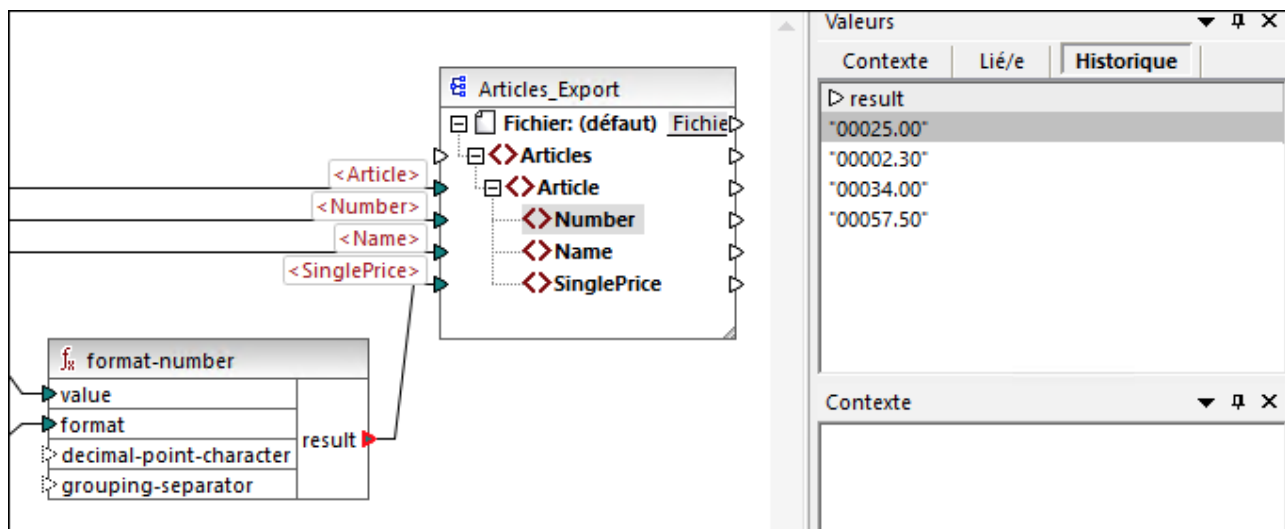 Articles_Export
Fichier: (défaut) Fichie
Articles
<Article>
Article
<Number>
Number
<Name>
Name
<SinglePrice>
SinglePrice
format-number
value
format
result
decimal-point-character
grouping-separator
Valeurs
Contexte Lié/e Historique
result
"00025.00"
"00002.30"
"00034.00"
"00057.50"
Contexte